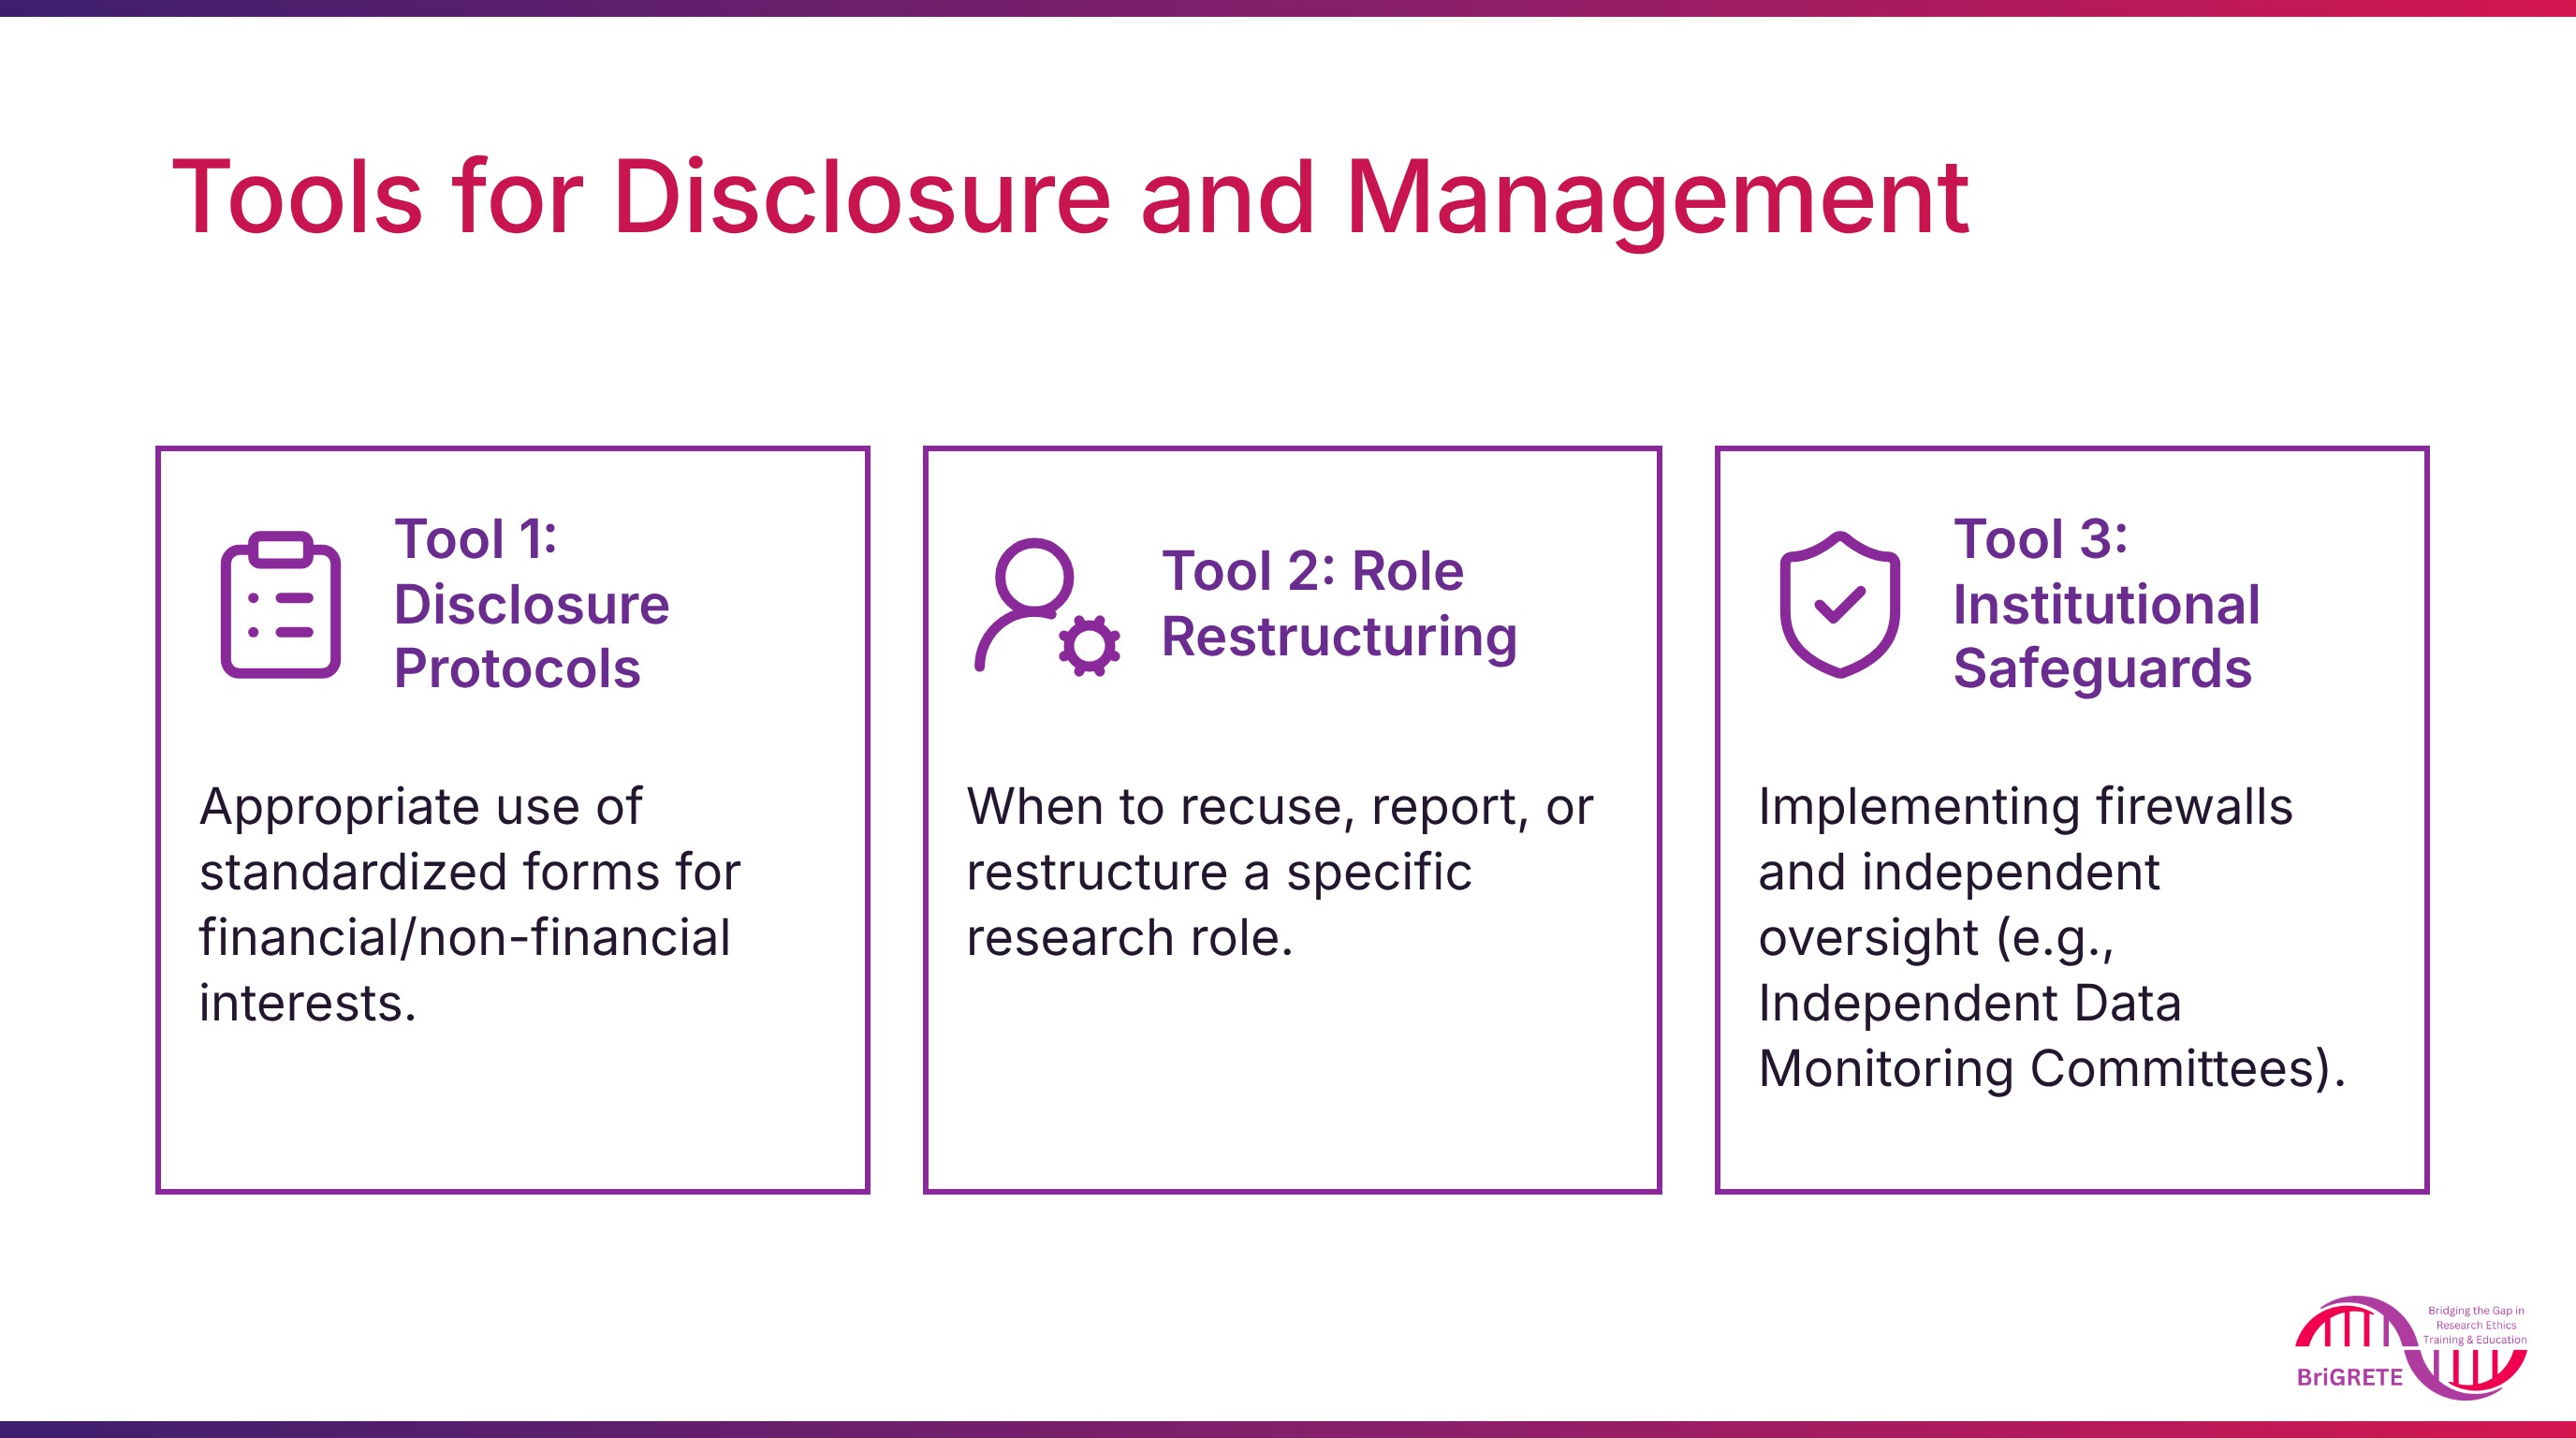 Tools for Disclosure and Management
Tool 1:
Disclosure
Protocols
Appropriate use of
standardized forms for
financial/non-financial
interests.
Tool 2: Role
Restructuring
When to recuse, report, or
restructure a specific
research role.
Tool 3:
Institutional
Safeguards
Implementing firewalls
and independent
oversight (e.g.,
Independent Data
Monitoring Committees).
Bridging the Gap in
Research Ethics
Training & Education
BriGRETE